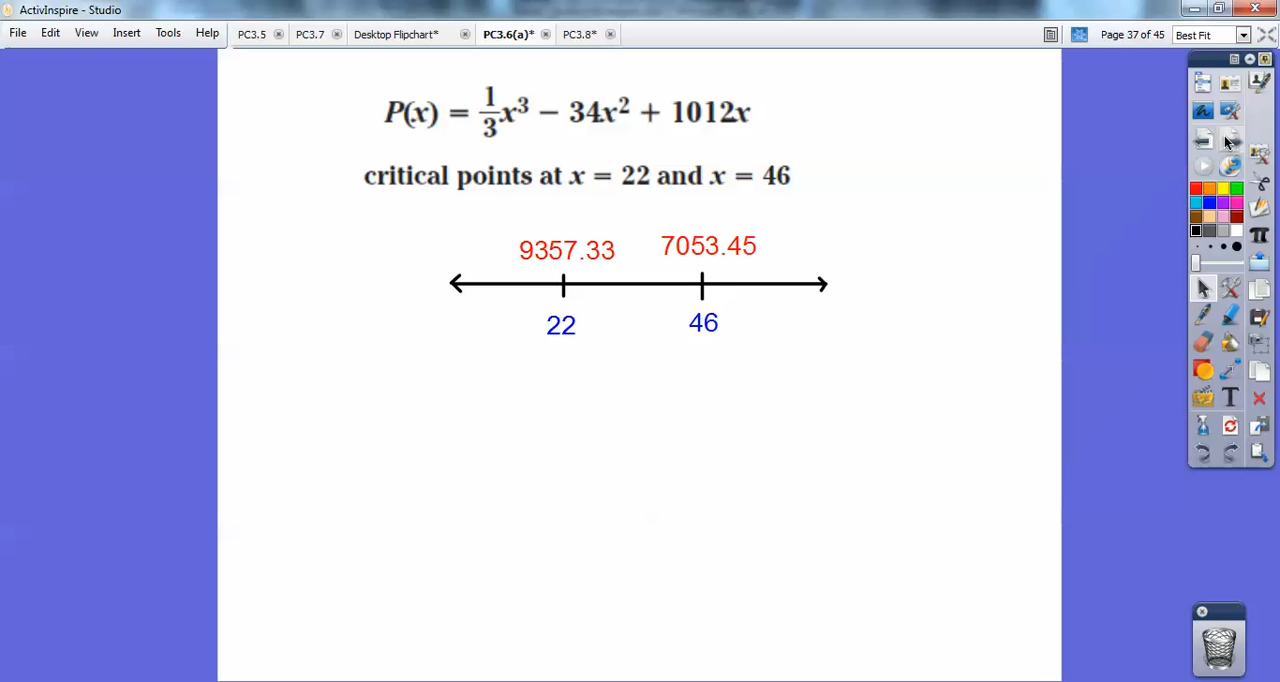 ActivInspire - Studio
File Edit View Insert Tools Help PC3.5 PC3.7 Desktop Flipchart* PC3.6(a)* PC3.8* Page 37 of 45 Best Fit
P(x) = 1/3 x³ − 34x² + 1012x
critical points at x = 22 and x = 46
9357.33 7053.45
22 46
T